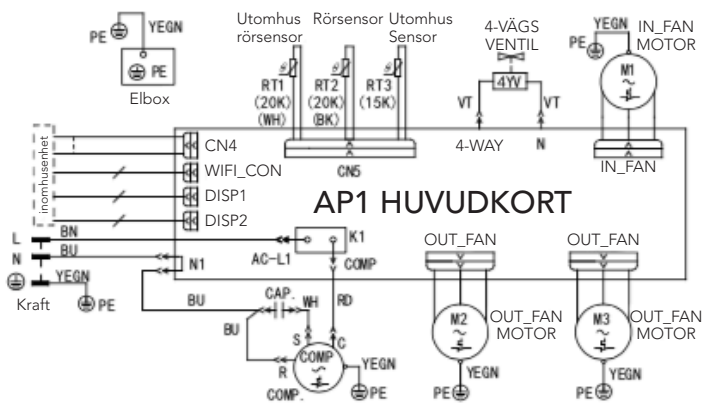 PE
YEGN
PE
Elbox
Utomhus
rörsensor
Rörsensor
Utomhus
Sensor
RT1
(20K)
(WH)
RT2
(20K)
(BK)
RT3
(15K)
4-VÄGS
VENTIL
4YV
VT
VT
4-WAY
N
YEGN
PE
IN_FAN
MOTOR
M1
~
IN_FAN
inomhusenhet
CN4
WIFI_CON
DISP1
DISP2
CN5
AP1 HUVUDKORT
L
BN
N
BU
YEGN
PE
Kraft
N1
AC-L1
K1
COMP
OUT_FAN
OUT_FAN
BU
CAP.
WH
RD
BU
S
C
R
COMP
~
COMP.
YEGN
PE
M2
~
OUT_FAN
MOTOR
YEGN
PE
M3
~
OUT_FAN
MOTOR
YEGN
PE